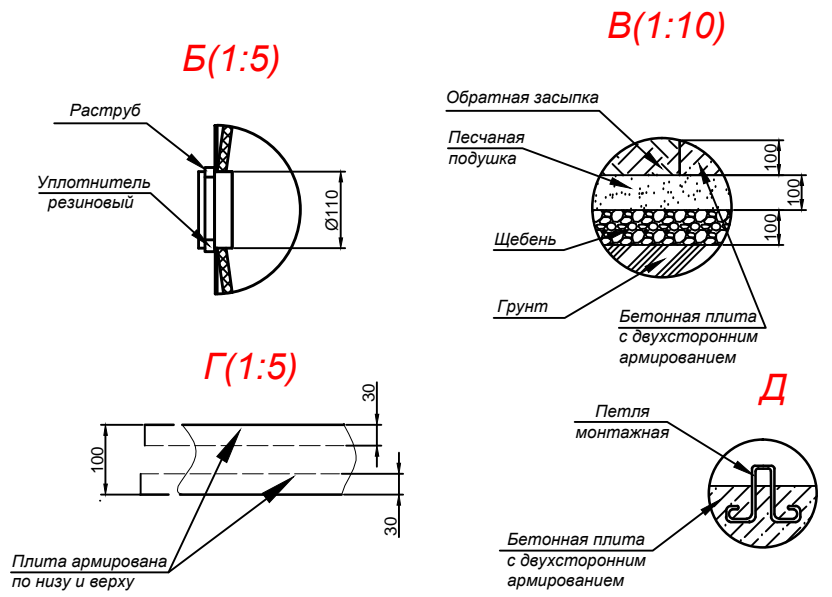 Б(1:5)
Раструб
Уплотнитель
резиновый
Ø110
В(1:10)
Обратная засыпка
Песчаная
подушка
100
100
100
Щебень
Грунт
Бетонная плита
с двухсторонним
армированием
Г(1:5)
30
100
30
Плита армирована
по низу и верху
Д
Петля
монтажная
Бетонная плита
с двухсторонним
армированием